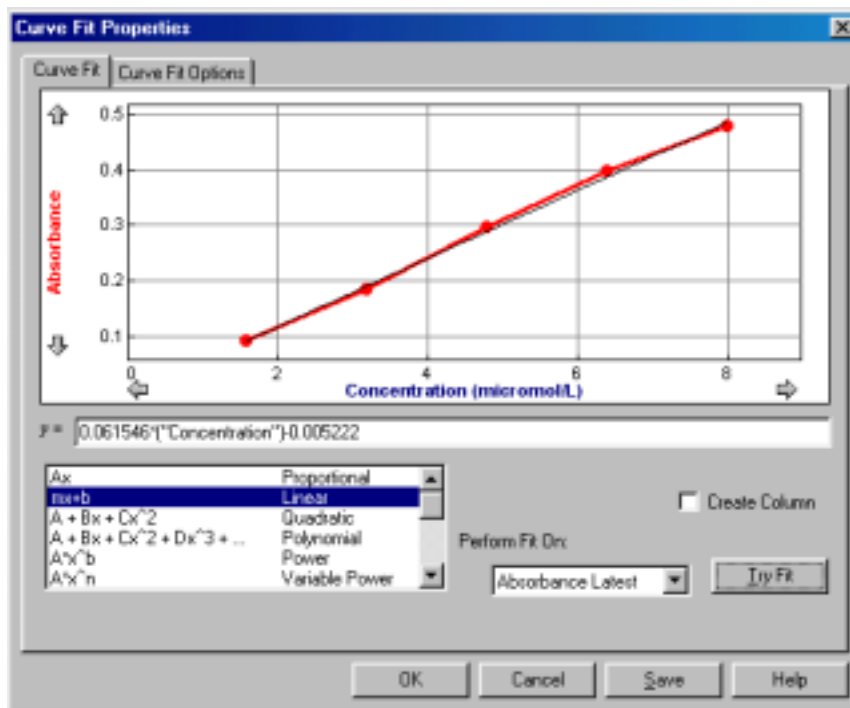 Curve Fit Properties
Curve Fit
Curve Fit Options
Absorbance
0.5
0.4
0.3
0.2
0.1
0
2
4
6
8
Concentration (micromol/L)
y = 0.061546*("Concentration")-0.005222
Ax Proportional
mx+b Linear
A + Bx + Cx^2 Quadratic
A + Bx + Cx^2 + Dx^3 + ... Polynomial
A*x^b Power
A*x^n Variable Power
Create Column
Perform Fit On:
Absorbance Latest
Try Fit
OK
Cancel
Save
Help